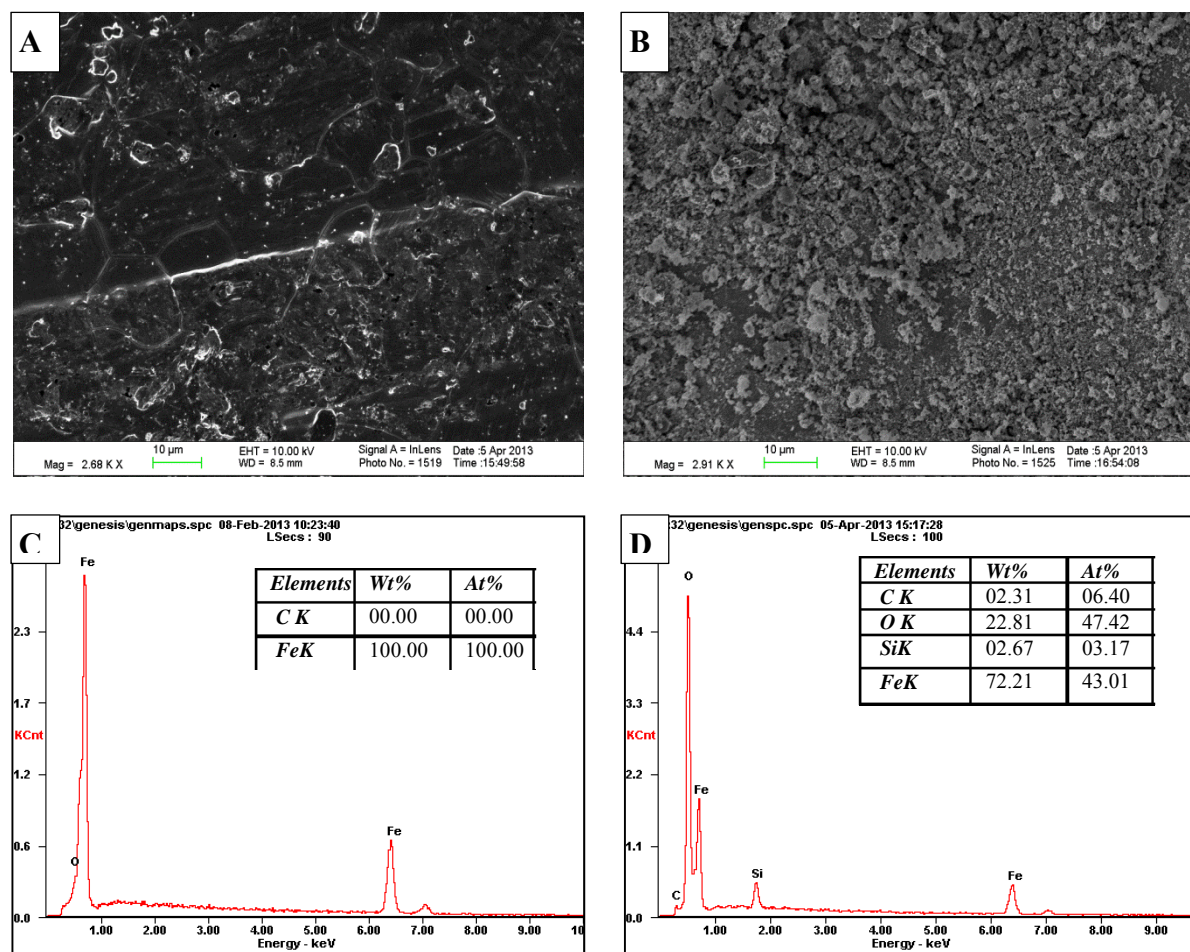 A
Mag = 2.68 K X
10 µm
EHT = 10.00 kV
WD = 8.5 mm
Signal A = InLens
Photo No. = 1519
Date :5 Apr 2013
Time :15:49:58
B
Mag = 2.91 K X
10 µm
EHT = 10.00 kV
WD = 8.5 mm
Signal A = InLens
Photo No. = 1525
Date :5 Apr 2013
Time :16:54:08
C
32\genesis\genmaps.spc 08-Feb-2013 10:23:40
LSecs : 90
Fe
Elements Wt% At%
C K 00.00 00.00
FeK 100.00 100.00
2.3
1.7
KCnt
1.2
0.6
0.0
O
Fe
1.00 2.00 3.00 4.00 5.00 6.00 7.00 8.00 9.00 10
Energy - keV
D
:32\genesis\genspc.spc 05-Apr-2013 15:17:28
LSecs : 100
O
Elements Wt% At%
C K 02.31 06.40
O K 22.81 47.42
SiK 02.67 03.17
FeK 72.21 43.01
4.4
3.3
KCnt
2.2
1.1
0.0
Fe
C
Si
Fe
1.00 2.00 3.00 4.00 5.00 6.00 7.00 8.00 9.00
Energy - keV